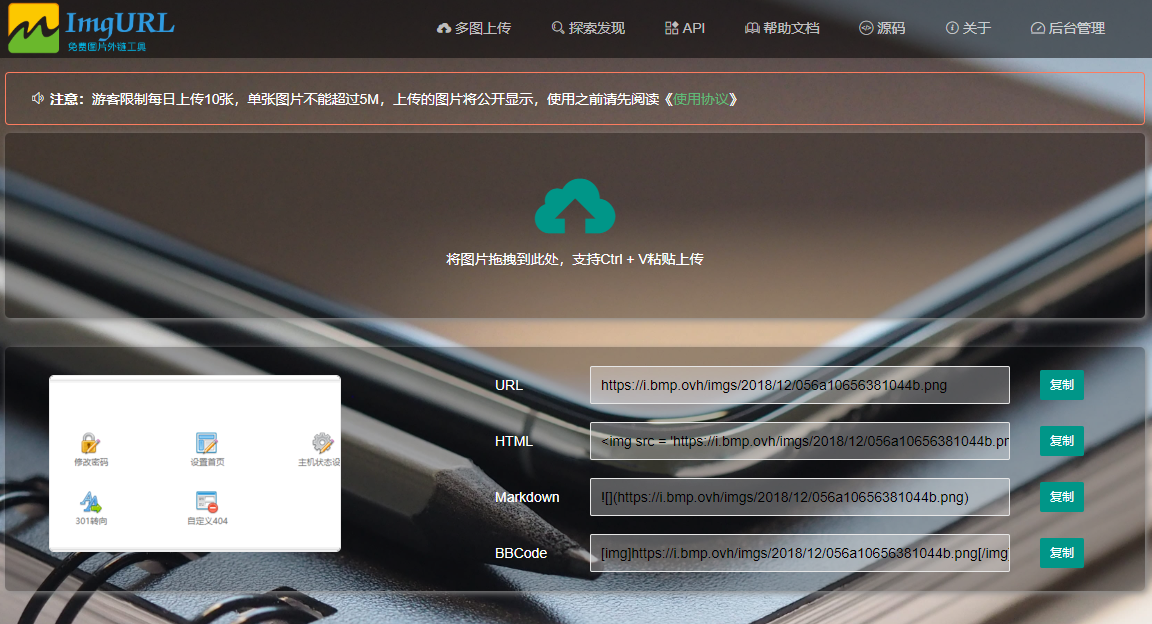 ImgURL
免费图片外链工具
多图上传 探索发现 API 帮助文档 源码 关于 后台管理
注意：游客限制每日上传10张，单张图片不能超过5M，上传的图片将公开显示，使用之前请先阅读《使用协议》
将图片拖拽到此处，支持Ctrl + V粘贴上传
修改密码 设置首页 主机状态设
301转向 自定义404
URL https://i.bmp.ovh/imgs/2018/12/056a10656381044b.png 复制
HTML <img src = 'https://i.bmp.ovh/imgs/2018/12/056a10656381044b.pn 复制
Markdown ![](https://i.bmp.ovh/imgs/2018/12/056a10656381044b.png) 复制
BBCode [img]https://i.bmp.ovh/imgs/2018/12/056a10656381044b.png[/img 复制